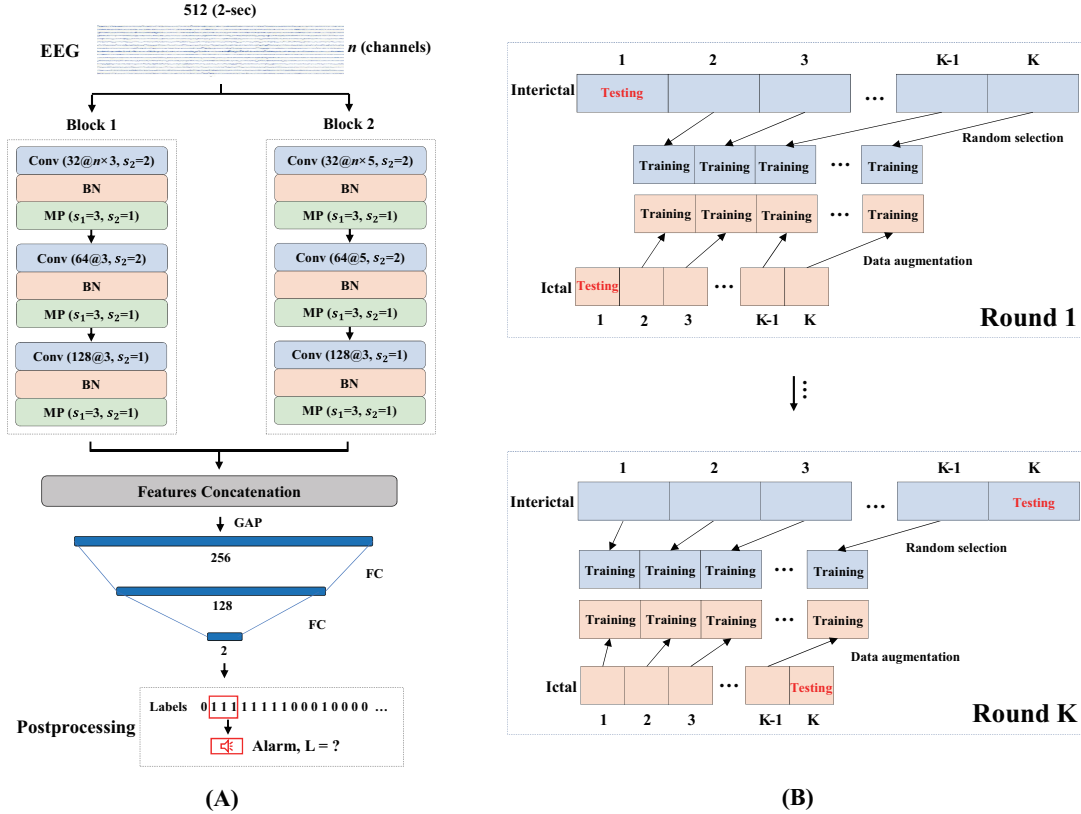 512 (2-sec)
EEG
n (channels)
Block 1
Block 2
Conv (32@n×3, s₂=2)
BN
MP (s₁=3, s₂=1)
Conv (64@3, s₂=2)
BN
MP (s₁=3, s₂=1)
Conv (128@3, s₂=1)
BN
MP (s₁=3, s₂=1)
Conv (32@n×5, s₂=2)
BN
MP (s₁=3, s₂=1)
Conv (64@5, s₂=2)
BN
MP (s₁=3, s₂=1)
Conv (128@3, s₂=1)
BN
MP (s₁=3, s₂=1)
Features Concatenation
GAP
256
FC
128
FC
2
Postprocessing
Labels 0 1 1 1 1 1 1 1 1 0 0 0 1 0 0 0 0 ...
Alarm, L = ?
(A)
1 2 3 K-1 K
Interictal Testing ...
Random selection
Training Training Training ... Training
Training Training Training ... Training
Data augmentation
Ictal Testing ...
1 2 3 K-1 K
Round 1
⋮
1 2 3 K-1 K
Interictal ... Testing
Random selection
Training Training Training ... Training
Training Training Training ... Training
Data augmentation
Ictal ... Testing
1 2 3 K-1 K
Round K
(B)